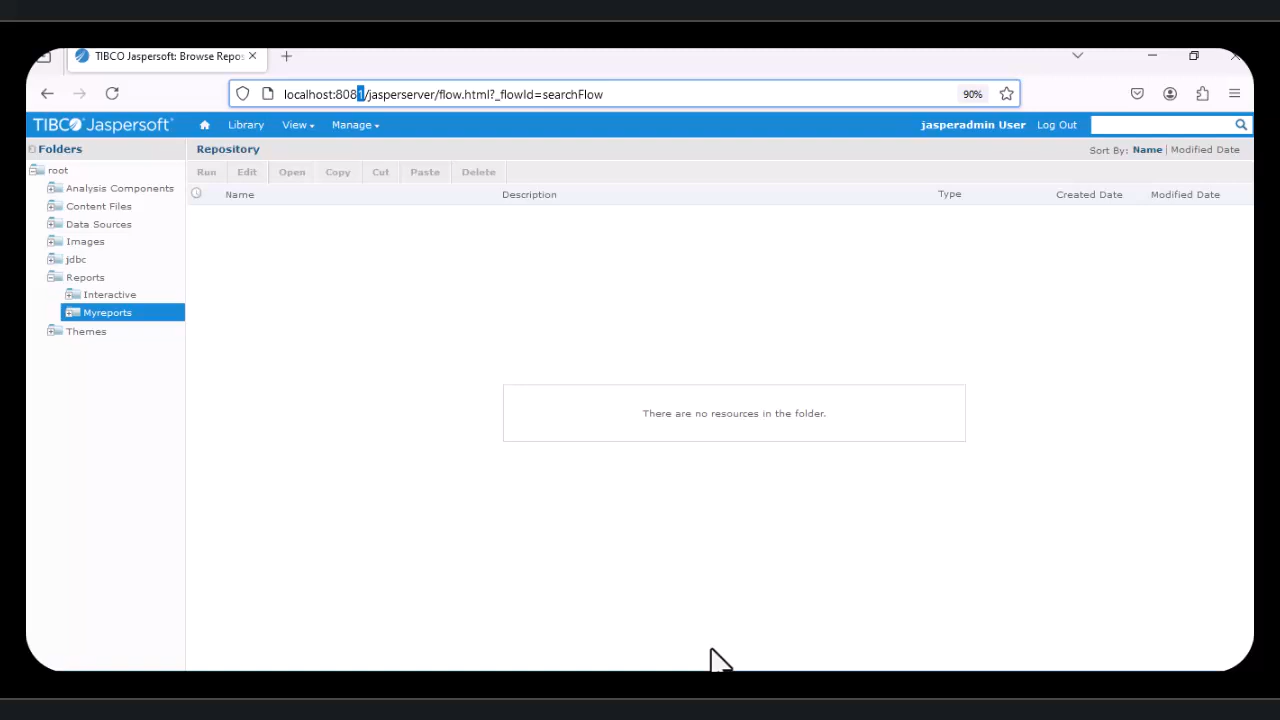 TIBCO Jaspersoft: Browse Repos
localhost:8081/jasperserver/flow.html?_flowId=searchFlow
90%
TIBCO Jaspersoft
Library
View
Manage
jasperadmin User
Log Out
Folders
Repository
Sort By: Name | Modified Date
root
Run
Edit
Open
Copy
Cut
Paste
Delete
Name
Description
Type
Created Date
Modified Date
Analysis Components
Content Files
Data Sources
Images
jdbc
Reports
Interactive
Myreports
Themes
There are no resources in the folder.